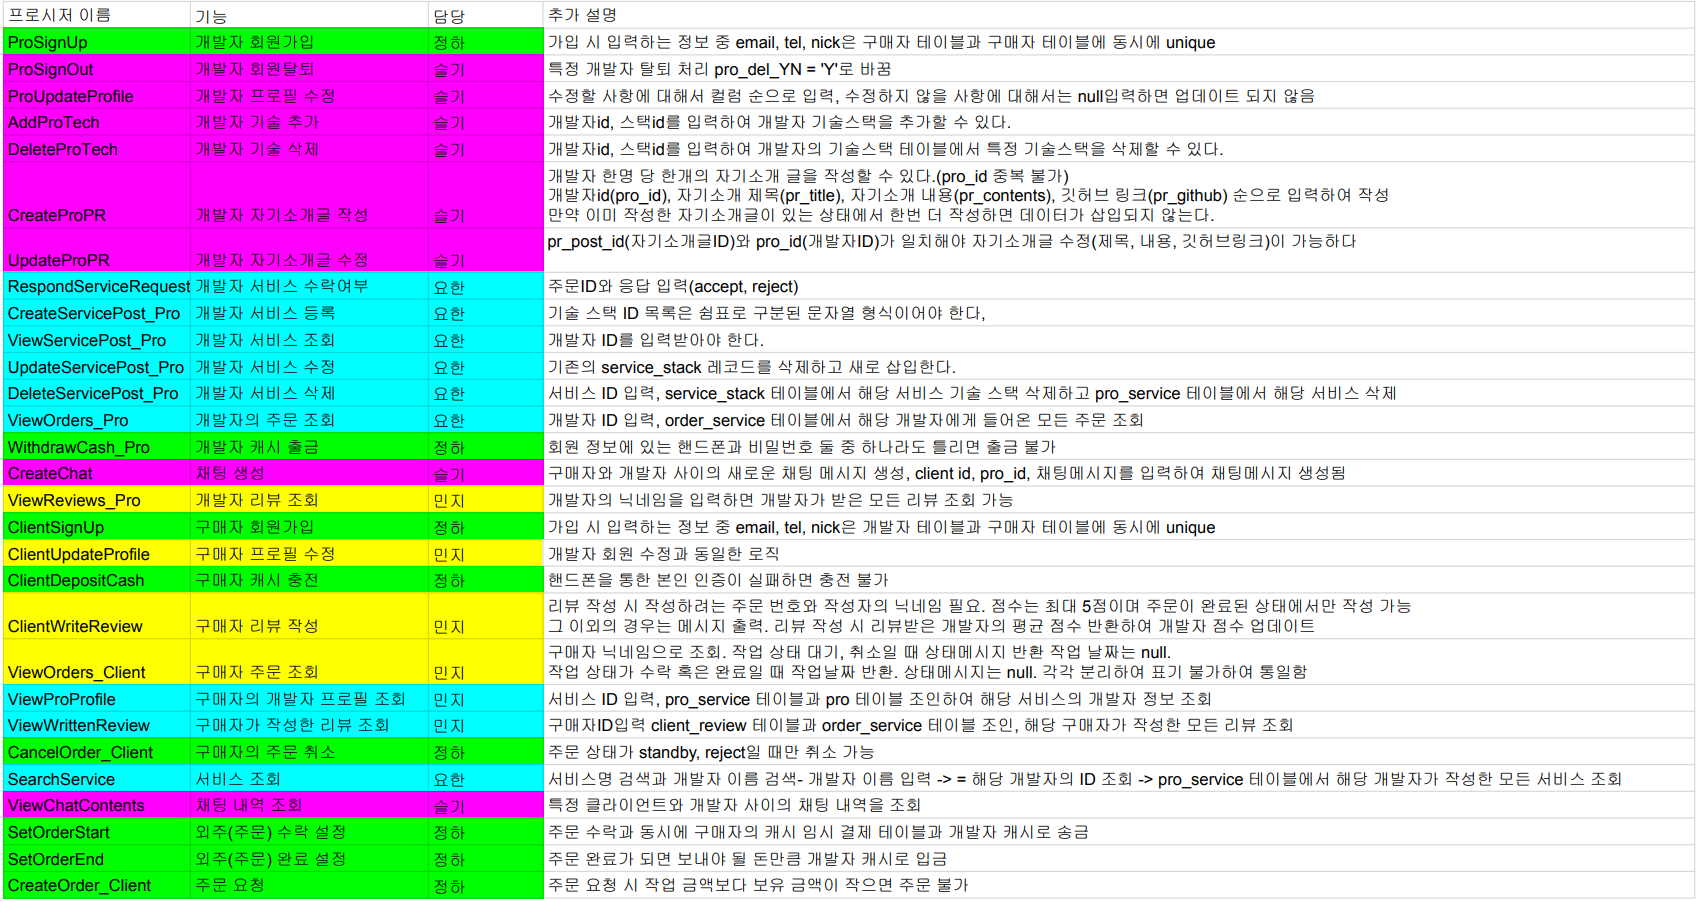 프로시저 이름 기능 담당 추가 설명
ProSignUp 개발자 회원가입 정하 가입 시 입력하는 정보 중 email, tel, nick은 구매자 테이블과 구매자 테이블에 동시에 unique
ProSignOut 개발자 회원탈퇴 슬기 특정 개발자 탈퇴 처리 pro_del_YN = 'Y'로 바꿈
ProUpdateProfile 개발자 프로필 수정 슬기 수정할 사항에 대해서 컬럼 순으로 입력, 수정하지 않을 사항에 대해서는 null입력하면 업데이트 되지 않음
AddProTech 개발자 기술 추가 슬기 개발자id, 스택id를 입력하여 개발자 기술스택을 추가할 수 있다.
DeleteProTech 개발자 기술 삭제 슬기 개발자id, 스택id를 입력하여 개발자의 기술스택 테이블에서 특정 기술스택을 삭제할 수 있다.
개발자 한명 당 한개의 자기소개 글을 작성할 수 있다.(pro_id 중복 불가)
개발자id(pro_id), 자기소개 제목(pr_title), 자기소개 내용(pr_contents), 깃허브 링크(pr_github) 순으로 입력하여 작성
CreateProPR 개발자 자기소개글 작성 슬기 만약 이미 작성한 자기소개글이 있는 상태에서 한번 더 작성하면 데이터가 삽입되지 않는다.
pr_post_id(자기소개글ID)와 pro_id(개발자ID)가 일치해야 자기소개글 수정(제목, 내용, 깃허브링크)이 가능하다
UpdateProPR 개발자 자기소개글 수정 슬기
RespondServiceRequest 개발자 서비스 수락여부 요한 주문ID와 응답 입력(accept, reject)
CreateServicePost_Pro 개발자 서비스 등록 요한 기술 스택 ID 목록은 쉼표로 구분된 문자열 형식이어야 한다,
ViewServicePost_Pro 개발자 서비스 조회 요한 개발자 ID를 입력받아야 한다.
UpdateServicePost_Pro 개발자 서비스 수정 요한 기존의 service_stack 레코드를 삭제하고 새로 삽입한다.
DeleteServicePost_Pro 개발자 서비스 삭제 요한 서비스 ID 입력, service_stack 테이블에서 해당 서비스 기술 스택 삭제하고 pro_service 테이블에서 해당 서비스 삭제
ViewOrders_Pro 개발자의 주문 조회 요한 개발자 ID 입력, order_service 테이블에서 해당 개발자에게 들어온 모든 주문 조회
WithdrawCash_Pro 개발자 캐시 출금 정하 회원 정보에 있는 핸드폰과 비밀번호 둘 중 하나라도 틀리면 출금 불가
CreateChat 채팅 생성 슬기 구매자와 개발자 사이의 새로운 채팅 메시지 생성, client id, pro_id, 채팅메시지를 입력하여 채팅메시지 생성됨
ViewReviews_Pro 개발자 리뷰 조회 민지 개발자의 닉네임을 입력하면 개발자가 받은 모든 리뷰 조회 가능
ClientSignUp 구매자 회원가입 정하 가입 시 입력하는 정보 중 email, tel, nick은 개발자 테이블과 구매자 테이블에 동시에 unique
ClientUpdateProfile 구매자 프로필 수정 민지 개발자 회원 수정과 동일한 로직
ClientDepositCash 구매자 캐시 충전 정하 핸드폰을 통한 본인 인증이 실패하면 충전 불가
리뷰 작성 시 작성하려는 주문 번호와 작성자의 닉네임 필요. 점수는 최대 5점이며 주문이 완료된 상태에서만 작성 가능
ClientWriteReview 구매자 리뷰 작성 민지 그 이외의 경우는 메시지 출력. 리뷰 작성 시 리뷰받은 개발자의 평균 점수 반환하여 개발자 점수 업데이트
구매자 닉네임으로 조회. 작업 상태 대기, 취소일 때 상태메시지 반환 작업 날짜는 null.
ViewOrders_Client 구매자 주문 조회 민지 작업 상태가 수락 혹은 완료일 때 작업날짜 반환. 상태메시지는 null. 각각 분리하여 표기 불가하여 통일함
ViewProProfile 구매자의 개발자 프로필 조회 민지 서비스 ID 입력, pro_service 테이블과 pro 테이블 조인하여 해당 서비스의 개발자 정보 조회
ViewWrittenReview 구매자가 작성한 리뷰 조회 민지 구매자ID입력 client_review 테이블과 order_service 테이블 조인, 해당 구매자가 작성한 모든 리뷰 조회
CancelOrder_Client 구매자의 주문 취소 정하 주문 상태가 standby, reject일 때만 취소 가능
SearchService 서비스 조회 요한 서비스명 검색과 개발자 이름 검색- 개발자 이름 입력 -> = 해당 개발자의 ID 조회 -> pro_service 테이블에서 해당 개발자가 작성한 모든 서비스 조회
ViewChatContents 채팅 내역 조회 슬기 특정 클라이언트와 개발자 사이의 채팅 내역을 조회
SetOrderStart 외주(주문) 수락 설정 정하 주문 수락과 동시에 구매자의 캐시 임시 결제 테이블과 개발자 캐시로 송금
SetOrderEnd 외주(주문) 완료 설정 정하 주문 완료가 되면 보내야 될 돈만큼 개발자 캐시로 입금
CreateOrder_Client 주문 요청 정하 주문 요청 시 작업 금액보다 보유 금액이 작으면 주문 불가